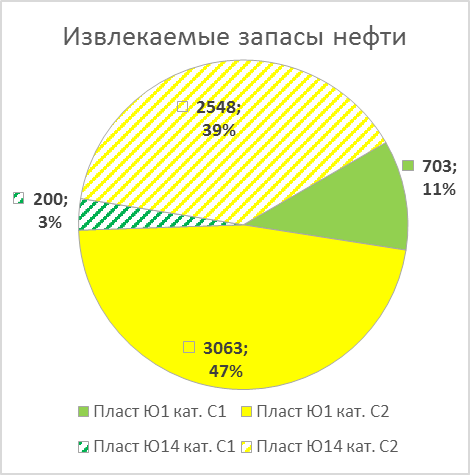 Извлекаемые запасы нефти
2548;
39%
703;
11%
200;
3%
3063;
47%
Пласт Ю1 кат. С1 Пласт Ю1 кат. С2
Пласт Ю14 кат. С1 Пласт Ю14 кат. С2